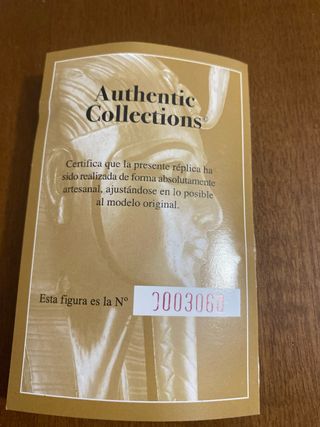 Authentic
Collections®
Certifica que la presente réplica ha
sido realizada de forma absolutamente
artesanal, ajustándose en lo posible
al modelo original.
Esta figura es la Nº